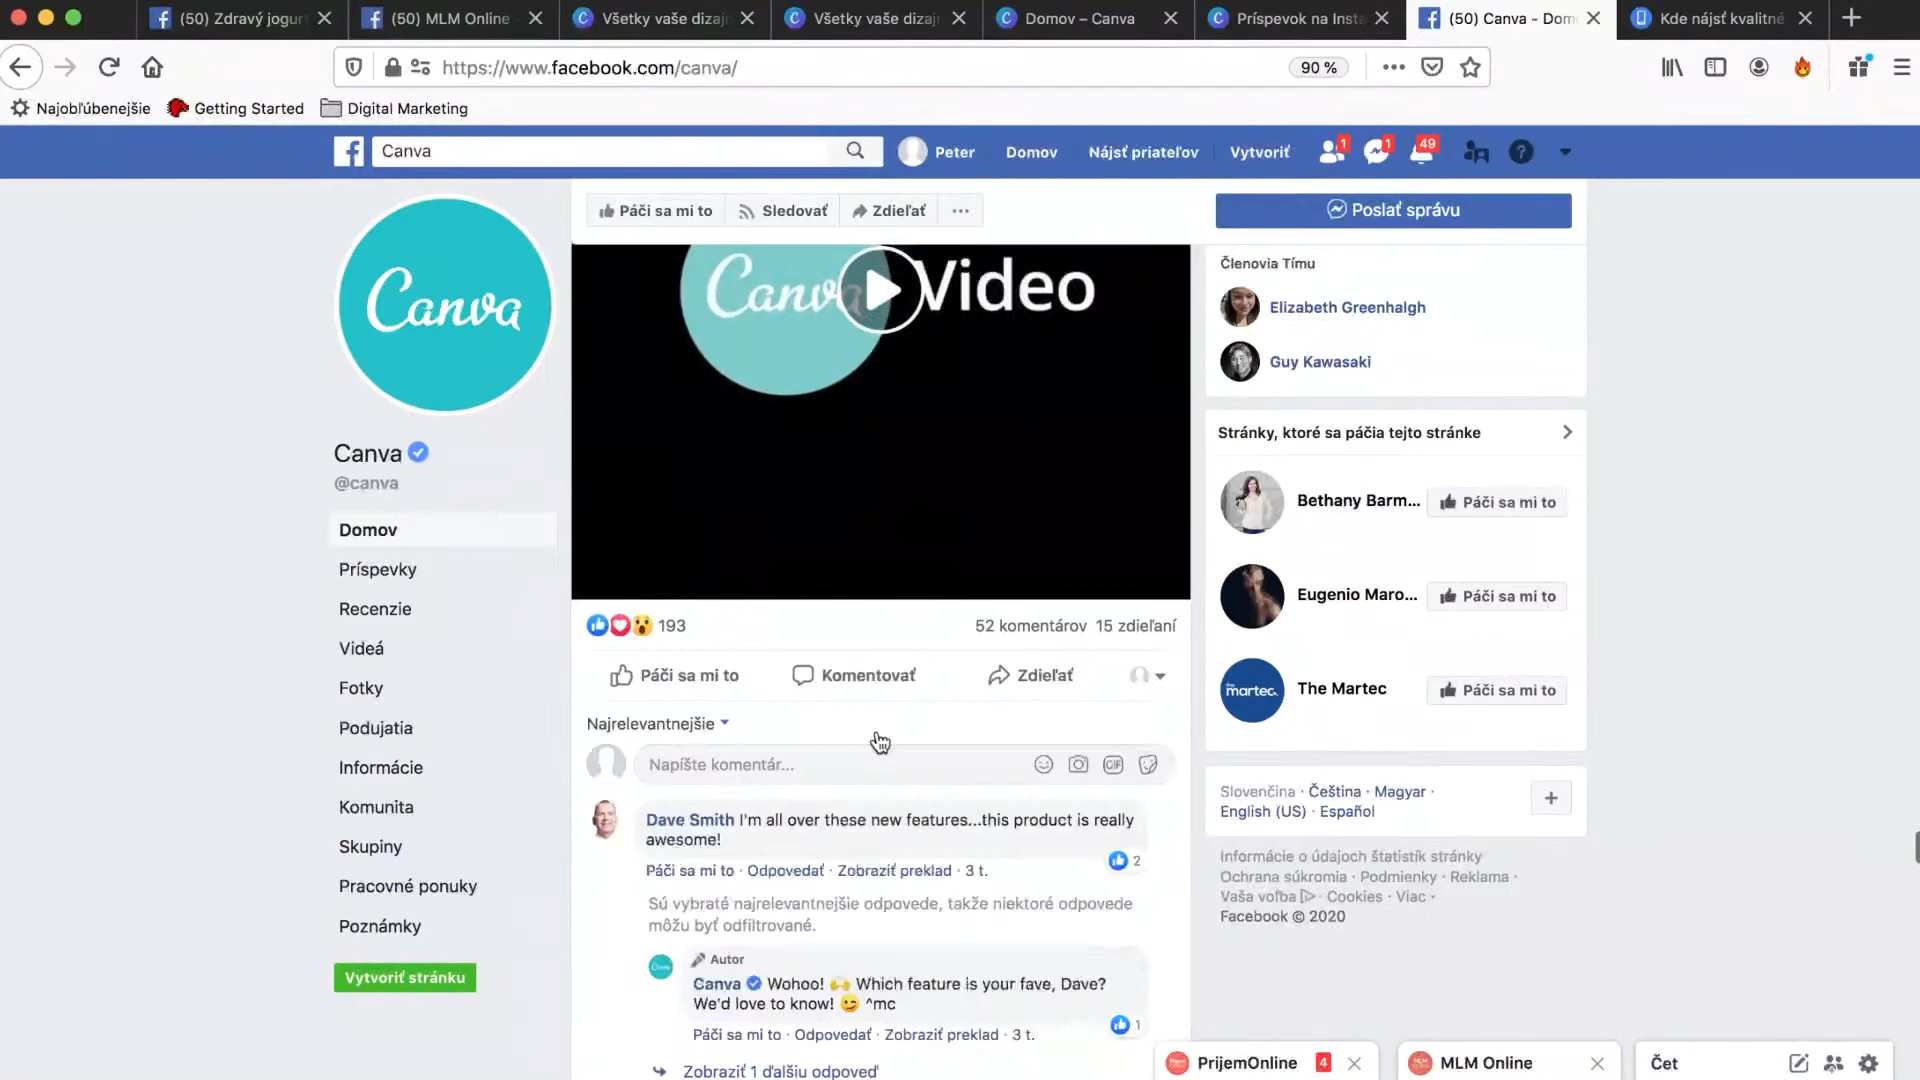 (50) Zdravý jogur
(50) MLM Online
Všetky vaše dizaj
Všetky vaše dizaj
Domov – Canva
Príspevok na Insta
(50) Canva - Dom
Kde nájsť kvalitné
https://www.facebook.com/canva/
90 %
Najobľúbenejšie
Getting Started
Digital Marketing
Canva
Peter
Domov
Nájsť priateľov
Vytvoriť
1
1
49
Páči sa mi to
Sledovať
Zdieľať
Poslať správu
Canva
Canva
Video
Canva
@canva
Domov
Príspevky
Recenzie
Videá
Fotky
Podujatia
Informácie
Komunita
Skupiny
Pracovné ponuky
Poznámky
Vytvoriť stránku
193
52 komentárov 15 zdieľaní
Páči sa mi to
Komentovať
Zdieľať
Najrelevantnejšie
Napíšte komentár...
GIF
Dave Smith I'm all over these new features...this product is really
awesome!
2
Páči sa mi to · Odpovedať · Zobraziť preklad · 3 t.
Sú vybraté najrelevantnejšie odpovede, takže niektoré odpovede
môžu byť odfiltrované.
Autor
Canva Wohoo! 🙌 Which feature is your fave, Dave?
We'd love to know! 😉 ^mc
1
Páči sa mi to · Odpovedať · Zobraziť preklad · 3 t.
Zobraziť 1 ďalšiu odpoveď
Členovia Tímu
Elizabeth Greenhalgh
Guy Kawasaki
Stránky, ktoré sa páčia tejto stránke
Bethany Barm...
Páči sa mi to
Eugenio Maro...
Páči sa mi to
martec.
The Martec
Páči sa mi to
Slovenčina · Čeština · Magyar ·
English (US) · Español
Informácie o údajoch štatistík stránky
Ochrana súkromia · Podmienky · Reklama ·
Vaša voľba · Cookies · Viac
Facebook © 2020
PrijemOnline
4
MLM Online
Čet